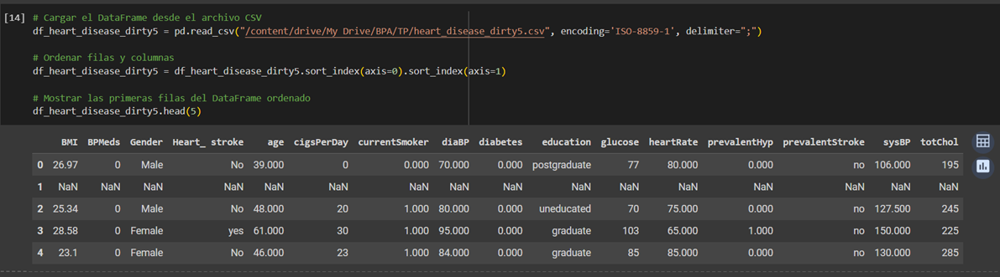 [14] # Cargar el DataFrame desde el archivo CSV
df_heart_disease_dirty5 = pd.read_csv("/content/drive/My Drive/BPA/TP/heart_disease_dirty5.csv", encoding='ISO-8859-1', delimiter=";")
# Ordenar filas y columnas
df_heart_disease_dirty5 = df_heart_disease_dirty5.sort_index(axis=0).sort_index(axis=1)
# Mostrar las primeras filas del DataFrame ordenado
df_heart_disease_dirty5.head(5)
BMI BPMeds Gender Heart_ stroke age cigsPerDay currentSmoker diaBP diabetes education glucose heartRate prevalentHyp prevalentStroke sysBP totChol
0 26.97 0 Male No 39.000 0 0.000 70.000 0.000 postgraduate 77 80.000 0.000 no 106.000 195
1 NaN NaN NaN NaN NaN NaN NaN NaN NaN NaN NaN NaN NaN NaN NaN NaN
2 25.34 0 Male No 48.000 20 1.000 80.000 0.000 uneducated 70 75.000 0.000 no 127.500 245
3 28.58 0 Female yes 61.000 30 1.000 95.000 0.000 graduate 103 65.000 1.000 no 150.000 225
4 23.1 0 Female No 46.000 23 1.000 84.000 0.000 graduate 85 85.000 0.000 no 130.000 285